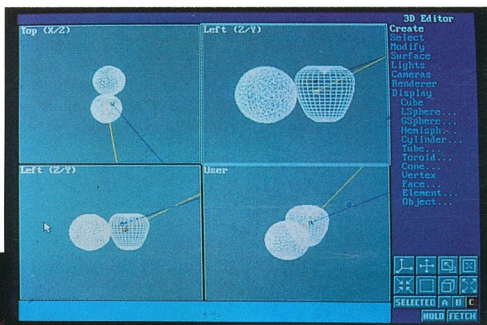 3D Editor
Top (X/Z)
Left (Z/Y)
Create
Select
Modify
Surface
Lights
Cameras
Renderer
Display
Cube
LSphere...
GSphere...
Hemisph...
Cylinder...
Tube...
Toroid...
Cone...
Vertex
Face...
Element...
Object...
Left (Z/Y)
User
SELECTED A B C
HOLD FETCH